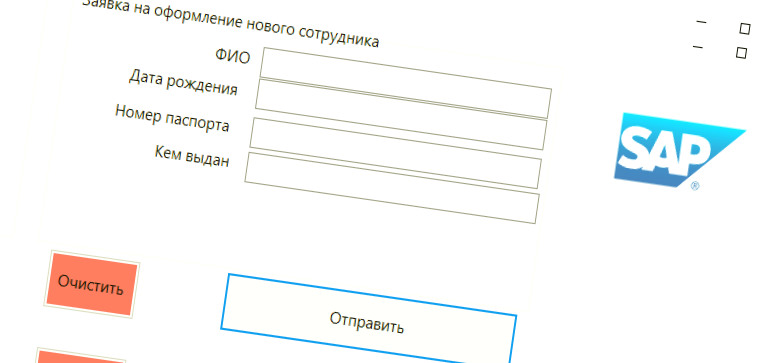 Заявка на оформление нового сотрудника
ФИО
Дата рождения
Номер паспорта
Кем выдан
SAP ®
Очистить
Отправить